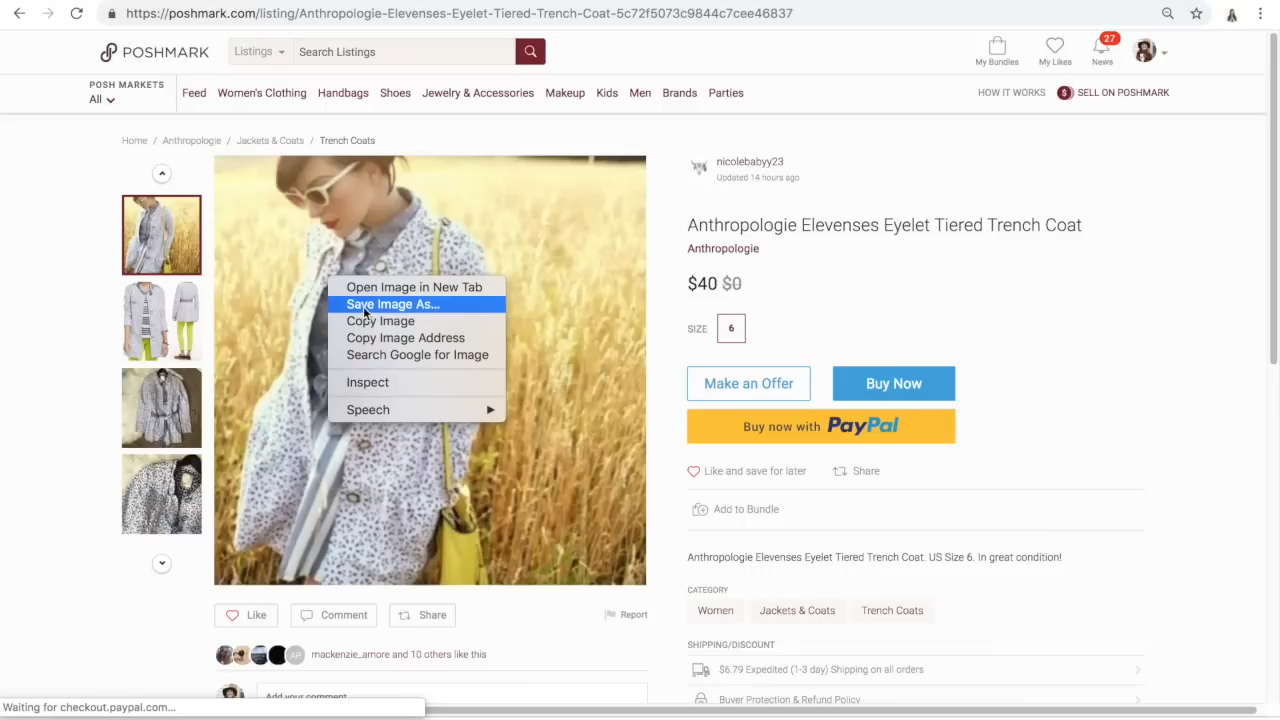 https://poshmark.com/listing/Anthropologie-Elevenses-Eyelet-Tiered-Trench-Coat-5c72f5073c9844c7cee46837
POSHMARK
Listings
Search Listings
My Bundles
My Likes
27
News
POSH MARKETS
All
Feed
Women's Clothing
Handbags
Shoes
Jewelry & Accessories
Makeup
Kids
Men
Brands
Parties
HOW IT WORKS
$ SELL ON POSHMARK
Home / Anthropologie / Jackets & Coats / Trench Coats
nicolebabyy23
Updated 14 hours ago
Anthropologie Elevenses Eyelet Tiered Trench Coat
Anthropologie
$40 $0
SIZE 6
Make an Offer
Buy Now
Buy now with PayPal
Like and save for later
Share
Add to Bundle
Anthropologie Elevenses Eyelet Tiered Trench Coat. US Size 6. In great condition!
CATEGORY
Women
Jackets & Coats
Trench Coats
SHIPPING/DISCOUNT
$6.79 Expedited (1-3 day) Shipping on all orders
Buyer Protection & Refund Policy
Open Image in New Tab
Save Image As...
Copy Image
Copy Image Address
Search Google for Image
Inspect
Speech
Like
Comment
Share
Report
AP
mackenzie_amore and 10 others like this
Add your comment
Waiting for checkout.paypal.com...